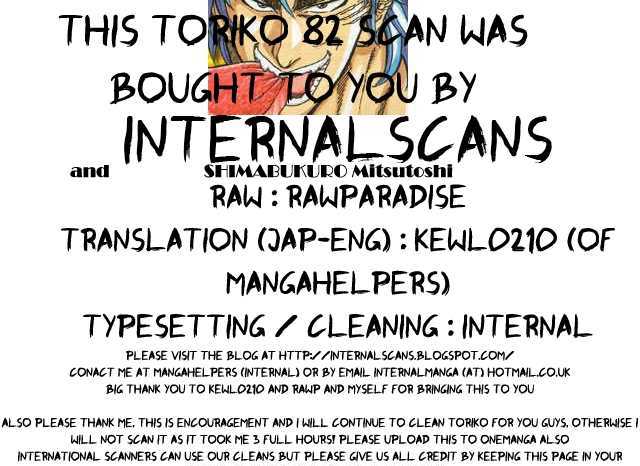 THIS TORIKO 82 SCAN WAS
BOUGHT TO YOU BY
INTERNALSCANS
and SHIMABUKURO Mitsutoshi
RAW : RAWPARADISE
TRANSLATION (JAP-ENG) : KEWL0210 (OF
MANGAHELPERS)
TYPESETTING / CLEANING : INTERNAL
PLEASE VISIT THE BLOG AT HTTP://INTERNALSCANS.BLOGSPOT.COM/
CONACT ME AT MANGAHELPERS (INTERNAL) OR BY EMAIL INTERNALMANGA (AT) HOTMAIL.CO.UK
BIG THANK YOU TO KEWL0210 AND RAWP AND MYSELF FOR BRINGING THIS TO YOU
ALSO PLEASE THANK ME, THIS IS ENCOURAGEMENT AND I WILL CONTINUE TO CLEAN TORIKO FOR YOU GUYS, OTHERWISE I
WILL NOT SCAN IT AS IT TOOK ME 3 FULL HOURS! PLEASE UPLOAD THIS TO ONEMANGA ALSO
INTERNATIONAL SCANNERS CAN USE OUR CLEANS BUT PLEASE GIVE US ALL CREDIT BY KEEPING THIS PAGE IN YOUR